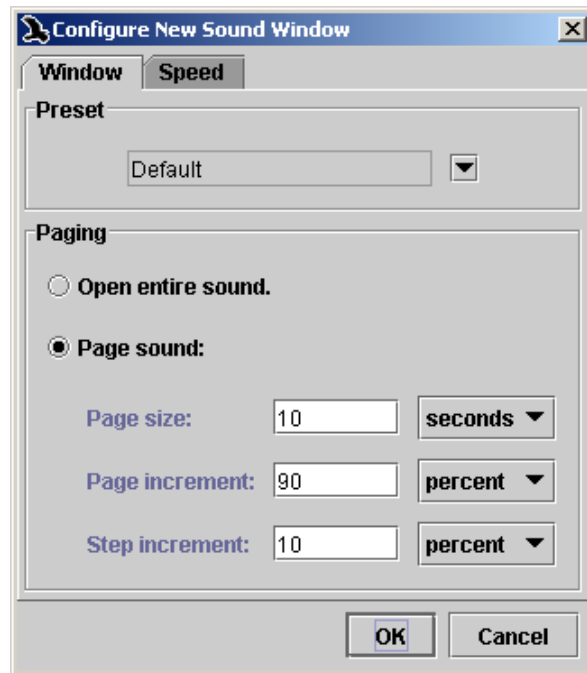 Configure New Sound Window
Window Speed
Preset
Default
Paging
Open entire sound.
Page sound:
Page size: 10 seconds
Page increment: 90 percent
Step increment: 10 percent
OK Cancel